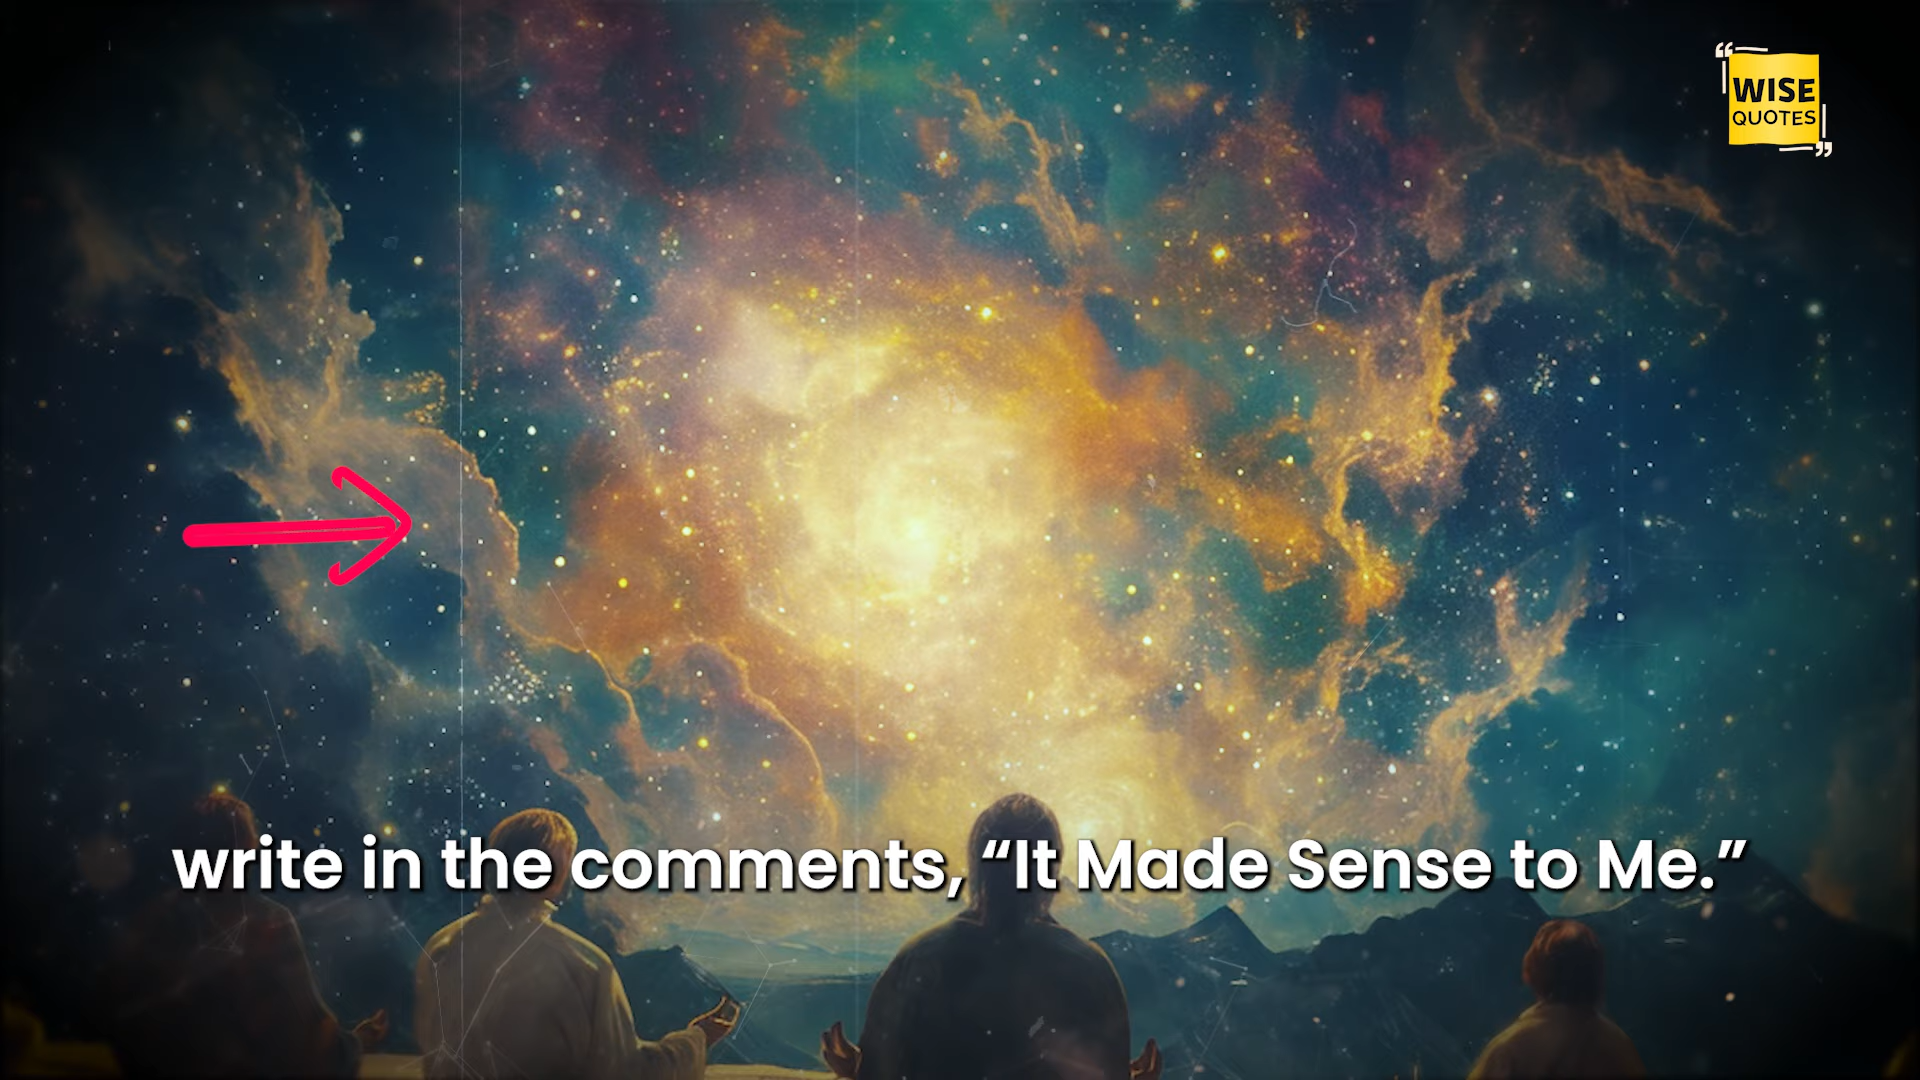 WISE
QUOTES
write in the comments, “It Made Sense to Me.”